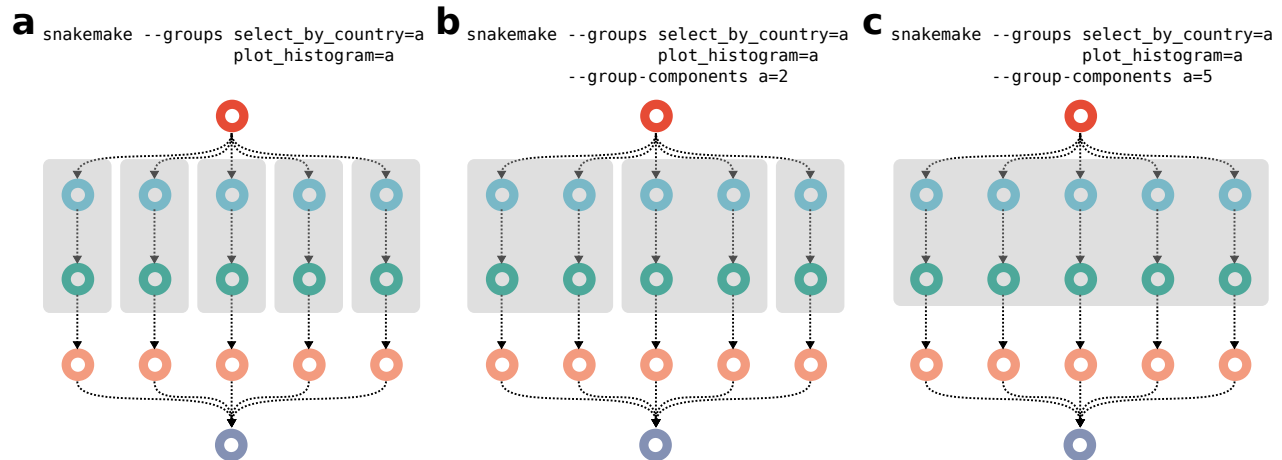 a
snakemake --groups select_by_country=a
plot_histogram=a
b
snakemake --groups select_by_country=a
plot_histogram=a
--group-components a=2
c
snakemake --groups select_by_country=a
plot_histogram=a
--group-components a=5